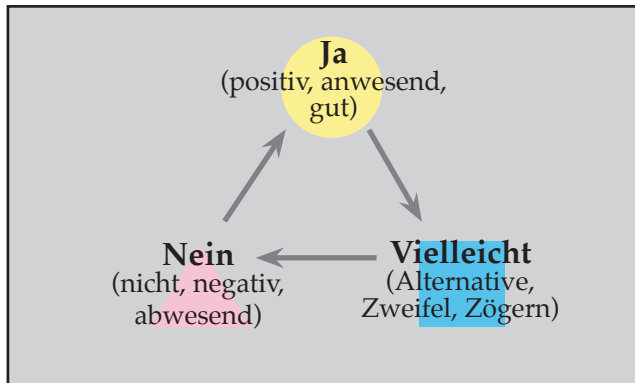 Ja
(positiv, anwesend,
gut)
Nein
(nicht, negativ,
abwesend)
Vielleicht
(Alternative,
Zweifel, Zögern)